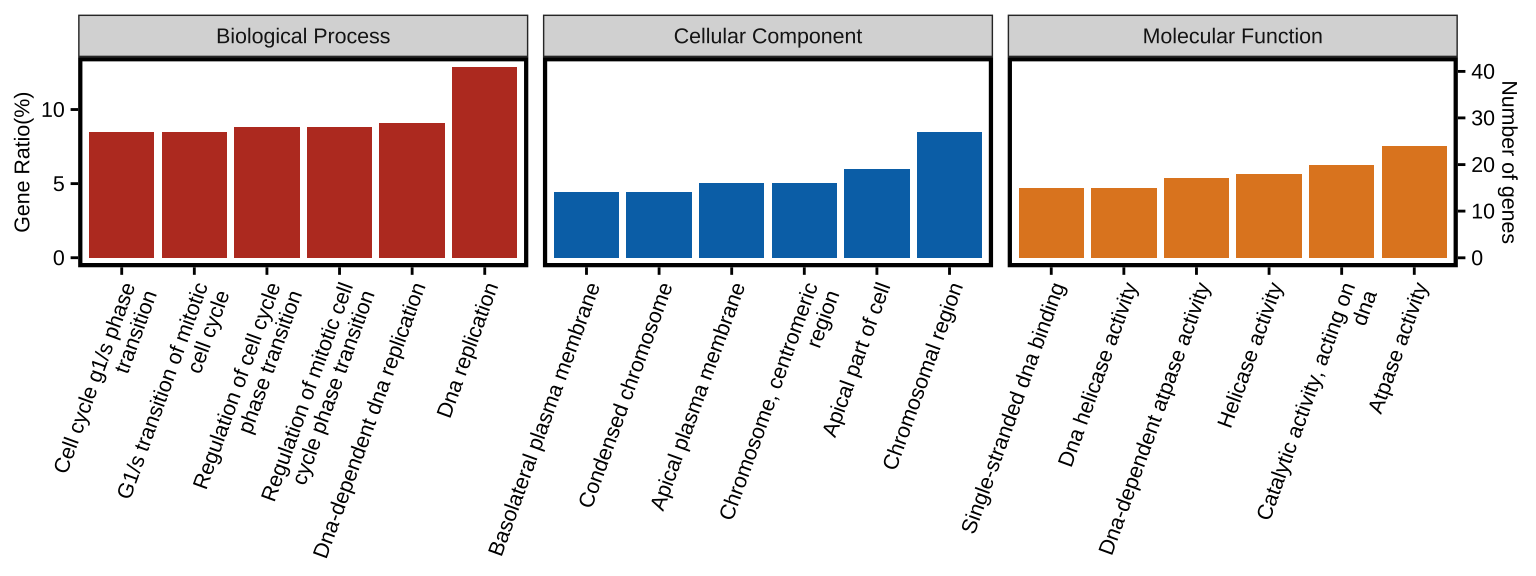 Biological Process
Cellular Component
Molecular Function
Gene Ratio(%)
10
5
0
40
30
20
10
0
Number of genes
Cell cycle g1/s phase
transition
G1/s transition of mitotic
cell cycle
Regulation of cell cycle
phase transition
Regulation of mitotic cell
cycle phase transition
Dna-dependent dna replication
Dna replication
Basolateral plasma membrane
Condensed chromosome
Apical plasma membrane
Chromosome, centromeric
region
Apical part of cell
Chromosomal region
Single-stranded dna binding
Dna helicase activity
Dna-dependent atpase activity
Helicase activity
Catalytic activity, acting on
dna
Atpase activity